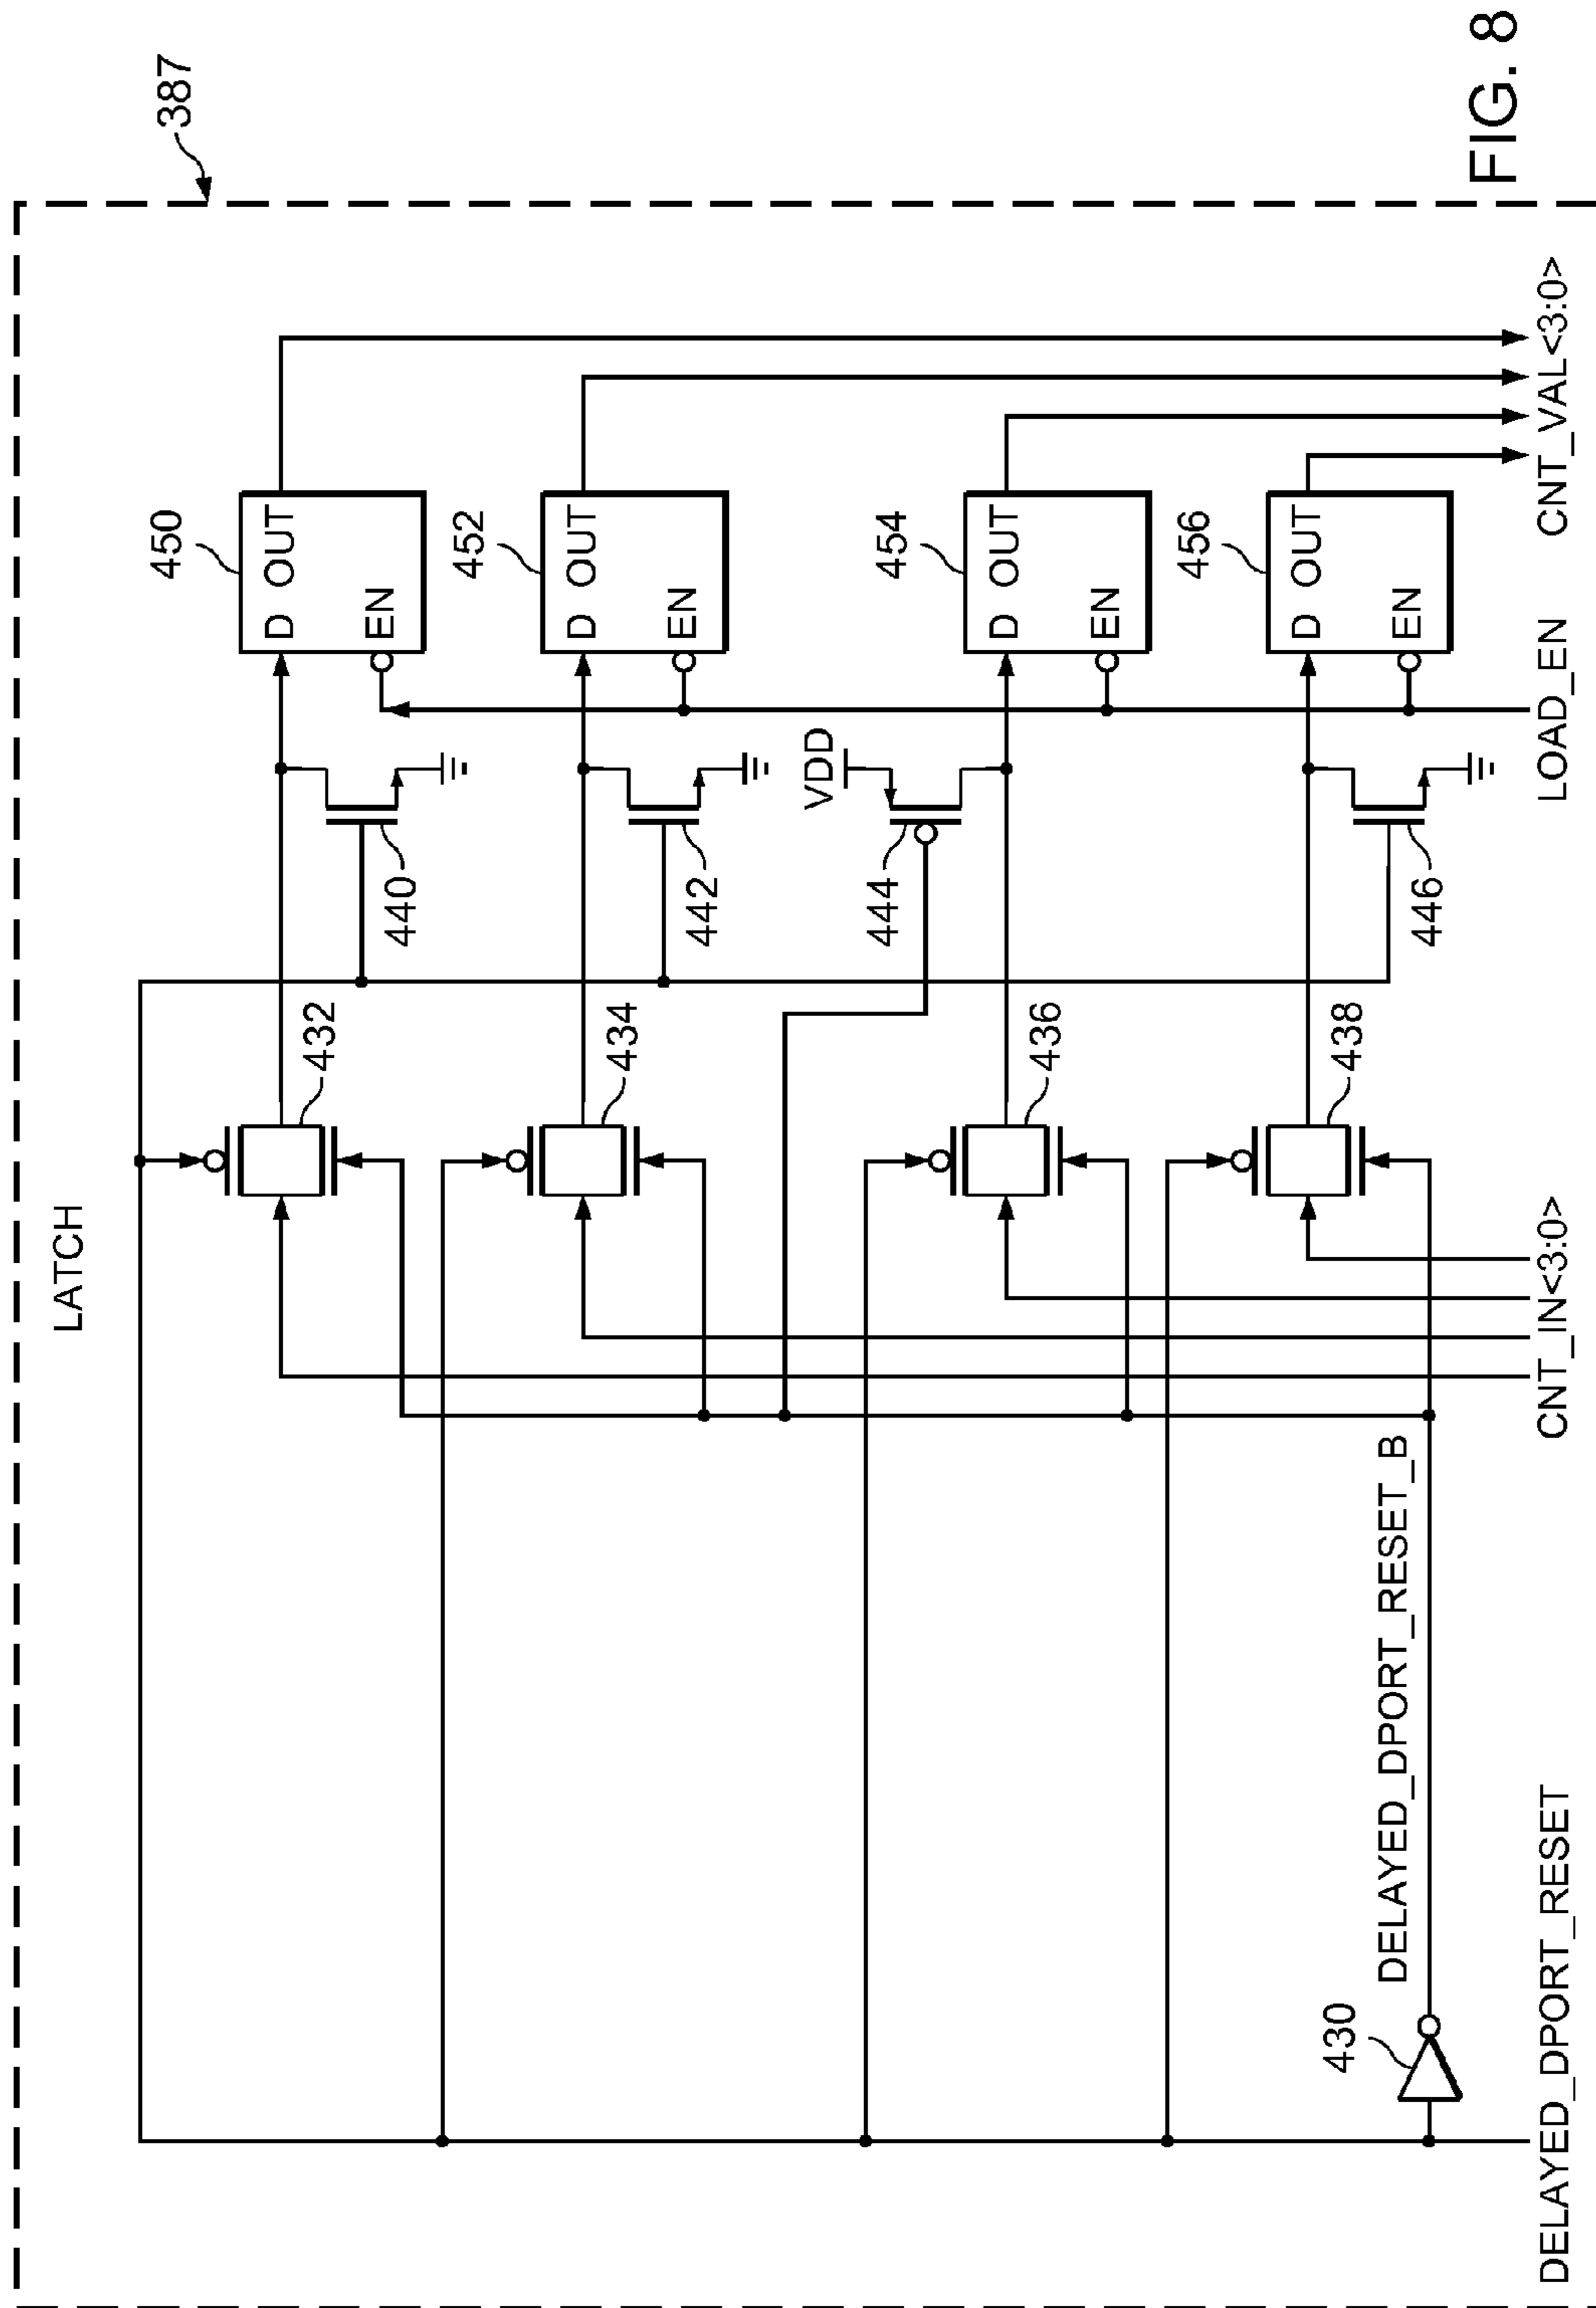 LATCH
387
432
440
450
D OUT
EN
434
442
452
D OUT
EN
VDD
436
444
454
D OUT
EN
438
446
456
D OUT
EN
430
DELAYED_DPORT_RESET_B
DELAYED_DPORT_RESET
CNT_IN<3:0>
LOAD_EN
CNT_VAL<3:0>
FIG. 8